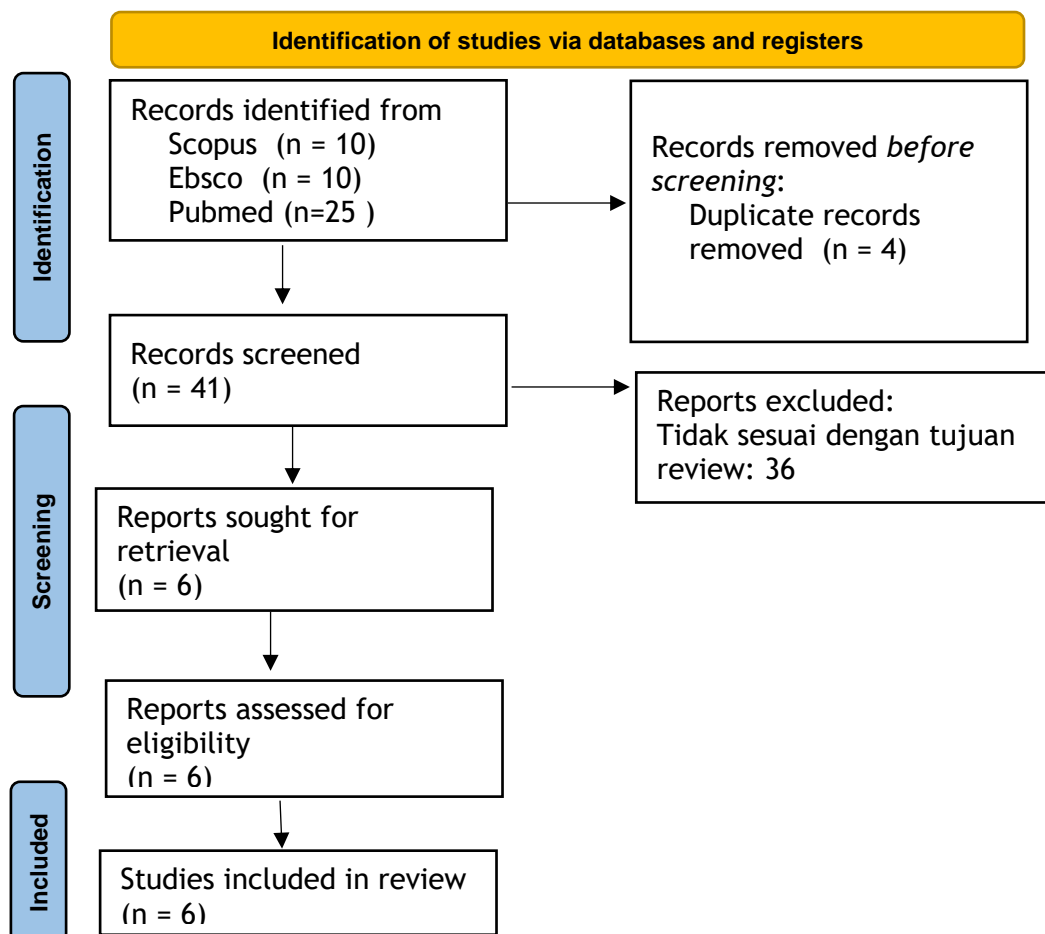 Identification of studies via databases and registers
Identification
Records identified from
Scopus (n = 10)
Ebsco (n = 10)
Pubmed (n=25 )
Records removed before
screening:
Duplicate records
removed (n = 4)
Records screened
(n = 41)
Reports excluded:
Tidak sesuai dengan tujuan
review: 36
Screening
Reports sought for
retrieval
(n = 6)
Reports assessed for
eligibility
(n = 6)
Included
Studies included in review
(n = 6)